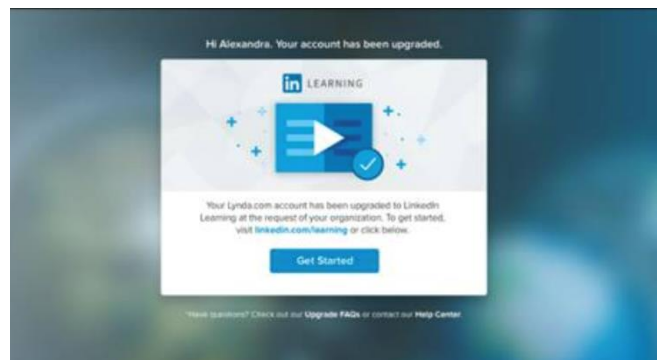 Hi Alexandra. Your account has been upgraded.
in LEARNING
Your Lynda.com account has been upgraded to LinkedIn
Learning at the request of your organization. To get started,
visit linkedin.com/learning or click below.
Get Started
*Have questions? Check out our Upgrade FAQs or contact our Help Center.